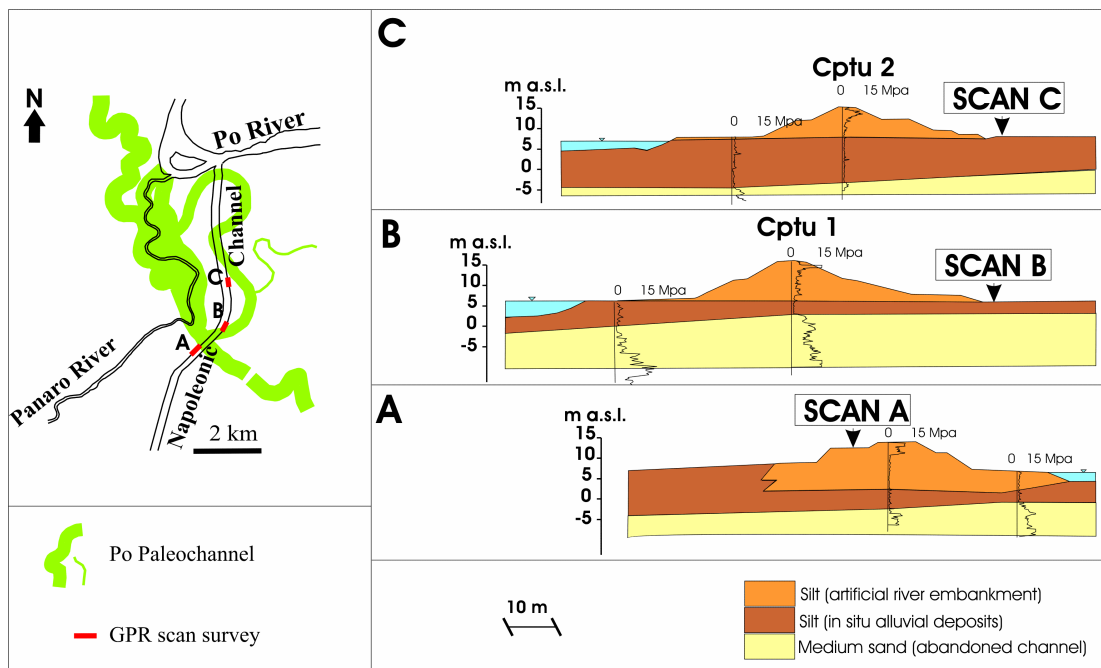 N
Po River
Channel
C
B
A
Napoleonic
Panaro River
2 km
Po Paleochannel
GPR scan survey
C
Cptu 2
m a.s.l.
0 15 Mpa
SCAN C
0 15 Mpa
15
10
5
0
-5
B
Cptu 1
m a.s.l.
0 15 Mpa
SCAN B
0 15 Mpa
15
10
5
0
-5
A
SCAN A
m a.s.l.
0 15 Mpa
0 15 Mpa
15
10
5
0
-5
10 m
Silt (artificial river embankment)
Silt (in situ alluvial deposits)
Medium sand (abandoned channel)